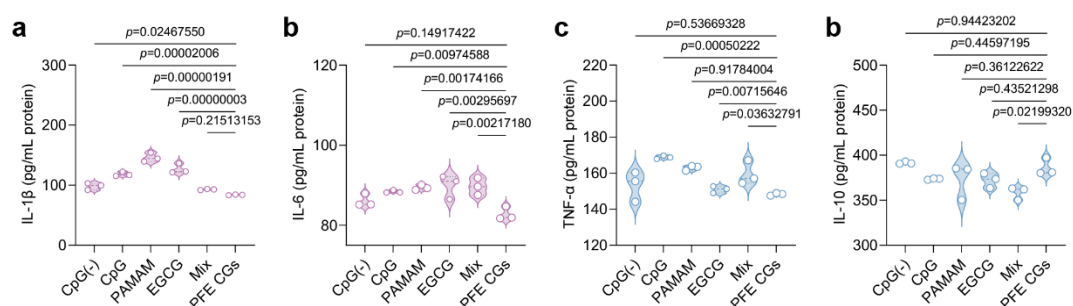 a
p=0.02467550
p=0.00002006
p=0.00000191
p=0.00000003
p=0.21513153
300
200
100
0
IL-1β (pg/mL protein)
CpG(-)
CpG
PAMAM
EGCG
Mix
PFE CGs
b
p=0.14917422
p=0.00974588
p=0.00174166
p=0.00295697
p=0.00217180
120
100
80
IL-6 (pg/mL protein)
CpG(-)
CpG
PAMAM
EGCG
Mix
PFE CGs
c
p=0.53669328
p=0.00050222
p=0.91784004
p=0.00715646
p=0.03632791
220
200
180
160
140
120
TNF-α (pg/mL protein)
CpG(-)
CpG
PAMAM
EGCG
Mix
PFE CGs
b
p=0.94423202
p=0.44597195
p=0.36122622
p=0.43521298
p=0.02199320
500
450
400
350
300
IL-10 (pg/mL protein)
CpG(-)
CpG
PAMAM
EGCG
Mix
PFE CGs